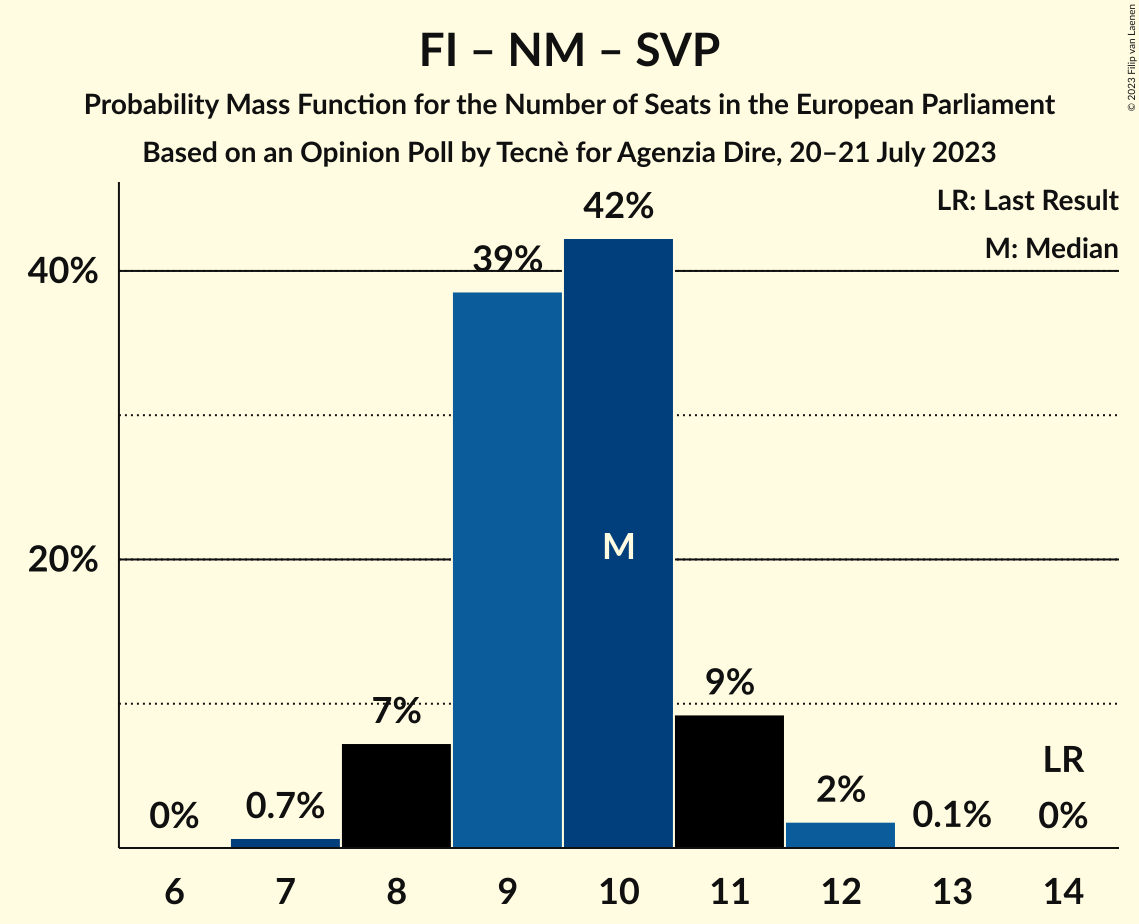 FI – NM – SVP
Probability Mass Function for the Number of Seats in the European Parliament
Based on an Opinion Poll by Tecnè for Agenzia Dire, 20–21 July 2023
© 2023 Filip van Laenen
LR: Last Result
M: Median
40%
20%
0%
0.7%
7%
39%
42%
M
9%
2%
0.1%
LR
0%
6 7 8 9 10 11 12 13 14